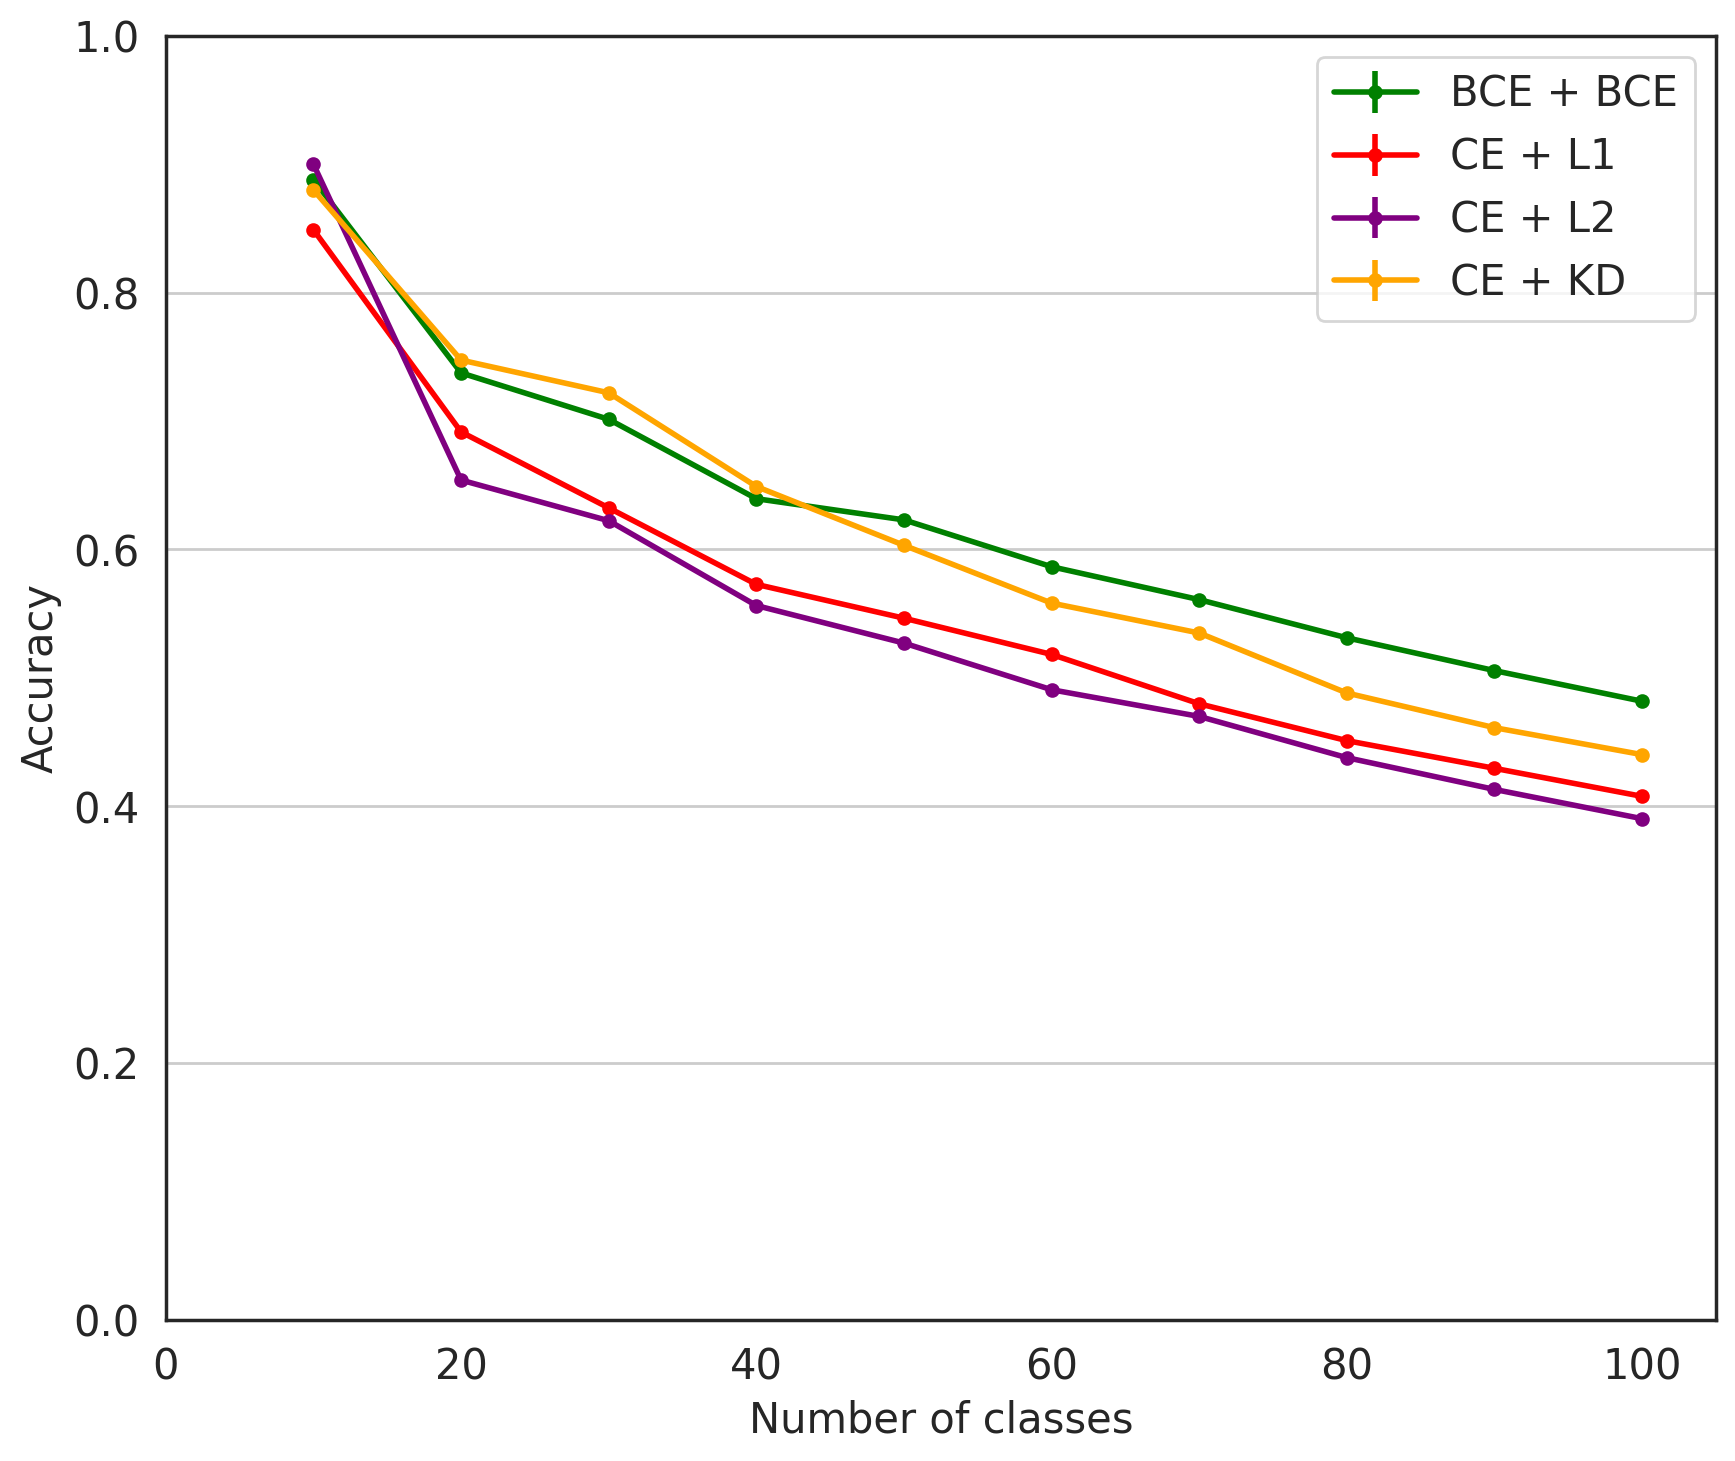 1.0
0.8
0.6
0.4
0.2
0.0
Accuracy
BCE + BCE
CE + L1
CE + L2
CE + KD
0 20 40 60 80 100
Number of classes